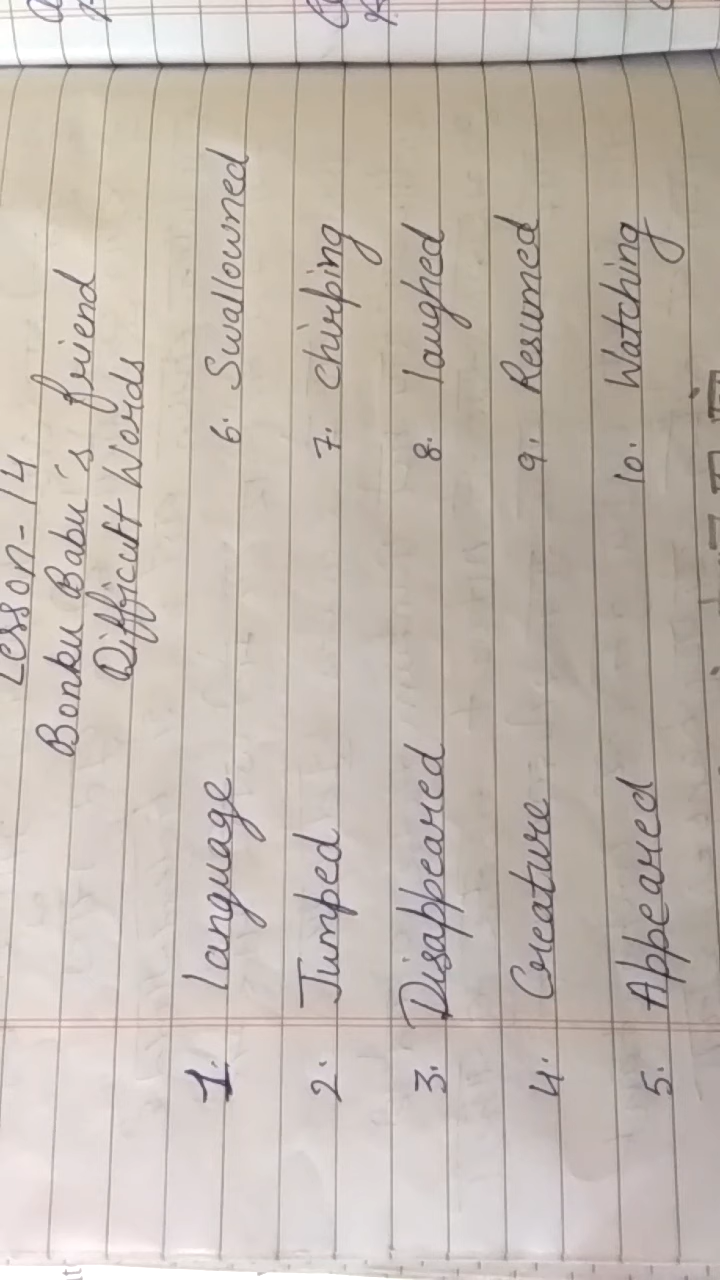 Lesson-14
Bonku Babu's friend
Difficult Words
1. language 6. Swallowned
2. Jumped 7. chirping
3. Disappeared 8. laughed
4. Creature 9. Resumed
5. Appeared 10. Watching